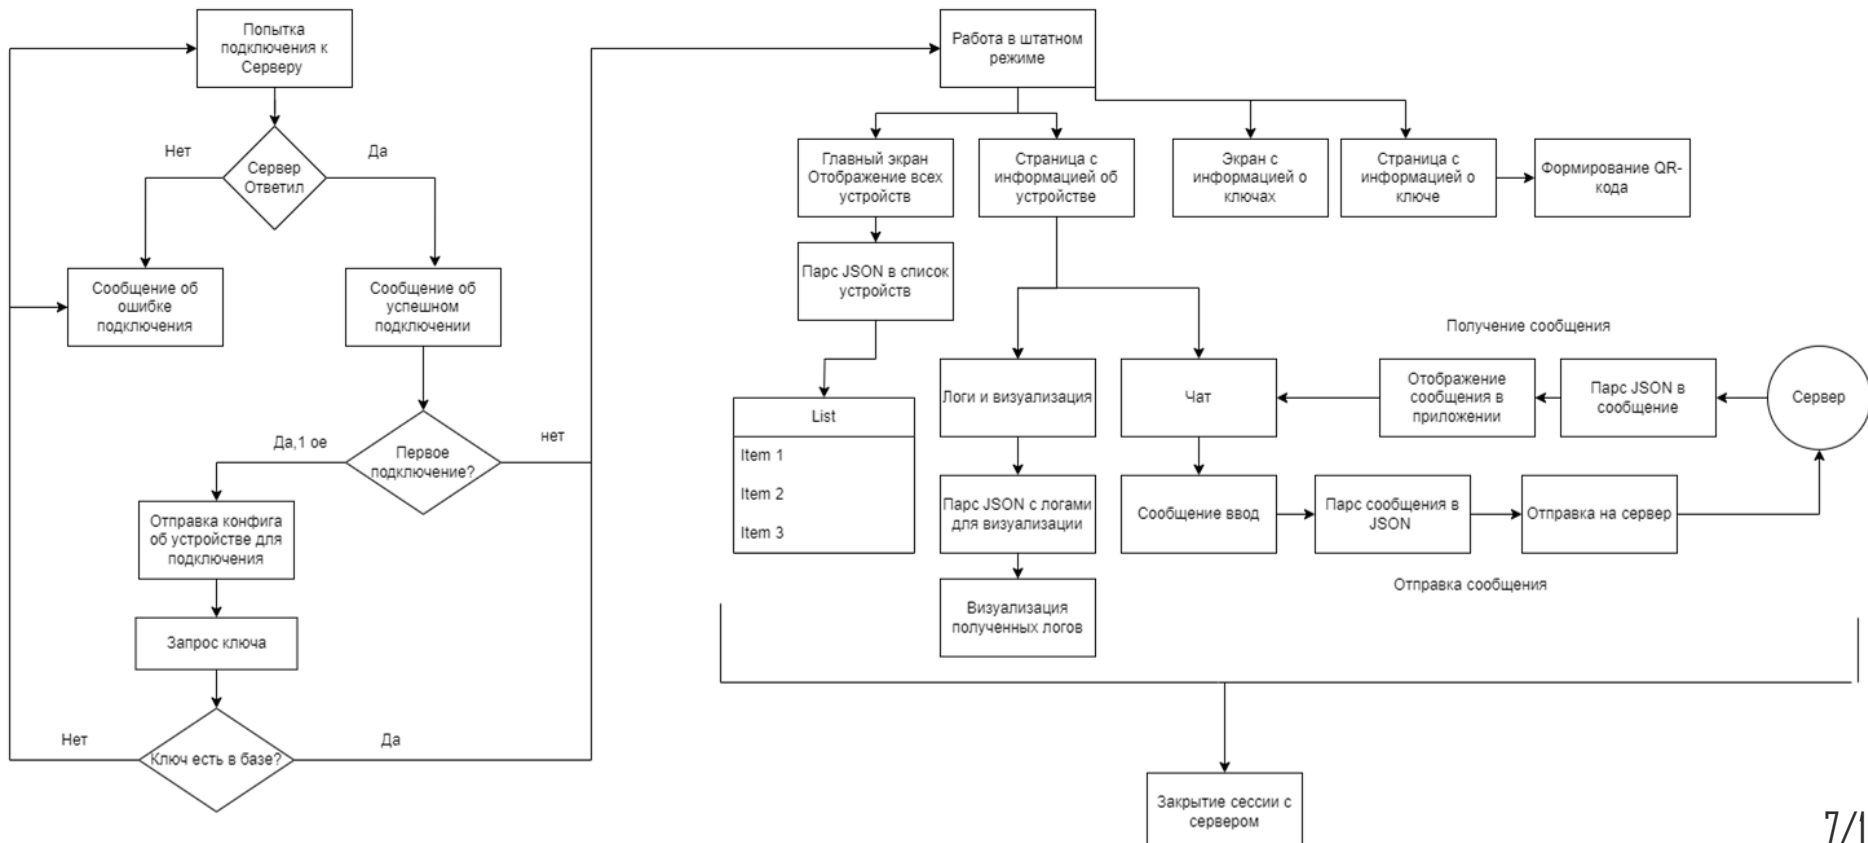 Попытка
подключения к
Серверу
Нет
Да
Сервер
Ответил
Сообщение об
ошибке
подключения
Сообщение об
успешном
подключении
Да,1 ое
нет
Первое
подключение?
Отправка конфига
об устройстве для
подключения
Запрос ключа
Нет
Да
Ключ есть в базе?
Работа в штатном
режиме
Главный экран
Отображение всех
устройств
Страница с
информацией об
устройстве
Экран с
информацией о
ключах
Страница с
информацией о
ключе
Формирование QR-
кода
Парс JSON в список
устройств
List
Item 1
Item 2
Item 3
Логи и визуализация
Парс JSON с логами
для визуализации
Визуализация
полученных логов
Получение сообщения
Чат
Отображение
сообщения в
приложении
Парс JSON в
сообщение
Сервер
Сообщение ввод
Парс сообщения в
JSON
Отправка на сервер
Отправка сообщения
Закрытие сессии с
сервером
7/1